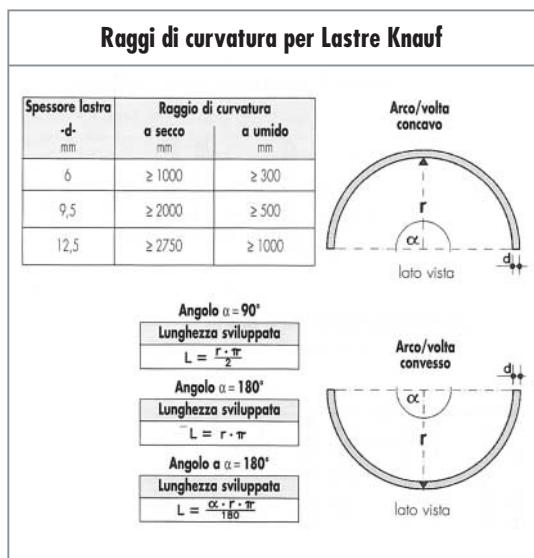 Raggi di curvatura per Lastre Knauf
Spessore lastra
-d-
mm
Raggio di curvatura
a secco
mm
a umido
mm
6
≥ 1000
≥ 300
9,5
≥ 2000
≥ 500
12,5
≥ 2750
≥ 1000
Arco/volta
concavo
r
α
d
lato vista
Angolo α = 90°
Lunghezza sviluppata
L = r · π / 2
Angolo α = 180°
Lunghezza sviluppata
L = r · π
Angolo a α = 180°
Lunghezza sviluppata
L = α · r · π / 180
Arco/volta
convesso
d
α
r
lato vista